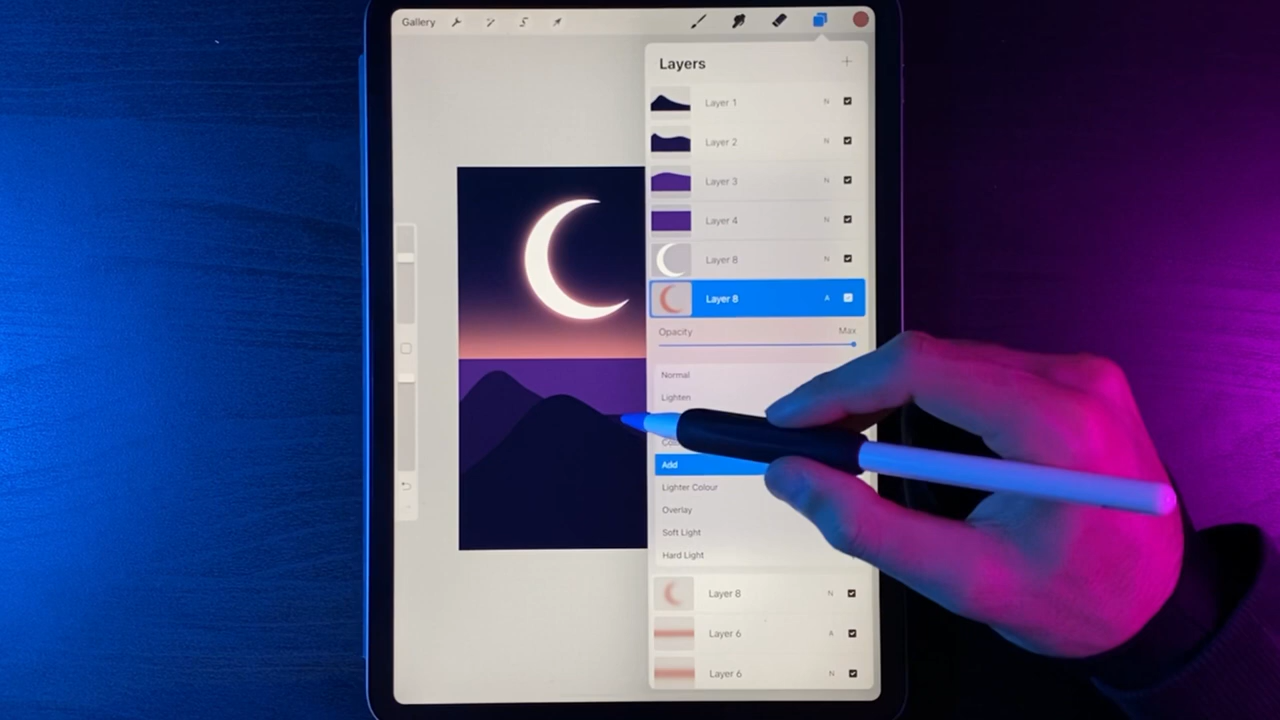 Gallery
Layers
Layer 1 N
Layer 2 N
Layer 3 N
Layer 4 N
Layer 8 N
Layer 8 A
Opacity Max
Normal
Lighten
Add
Lighter Colour
Overlay
Soft Light
Hard Light
Layer 8 N
Layer 6 A
Layer 6 N